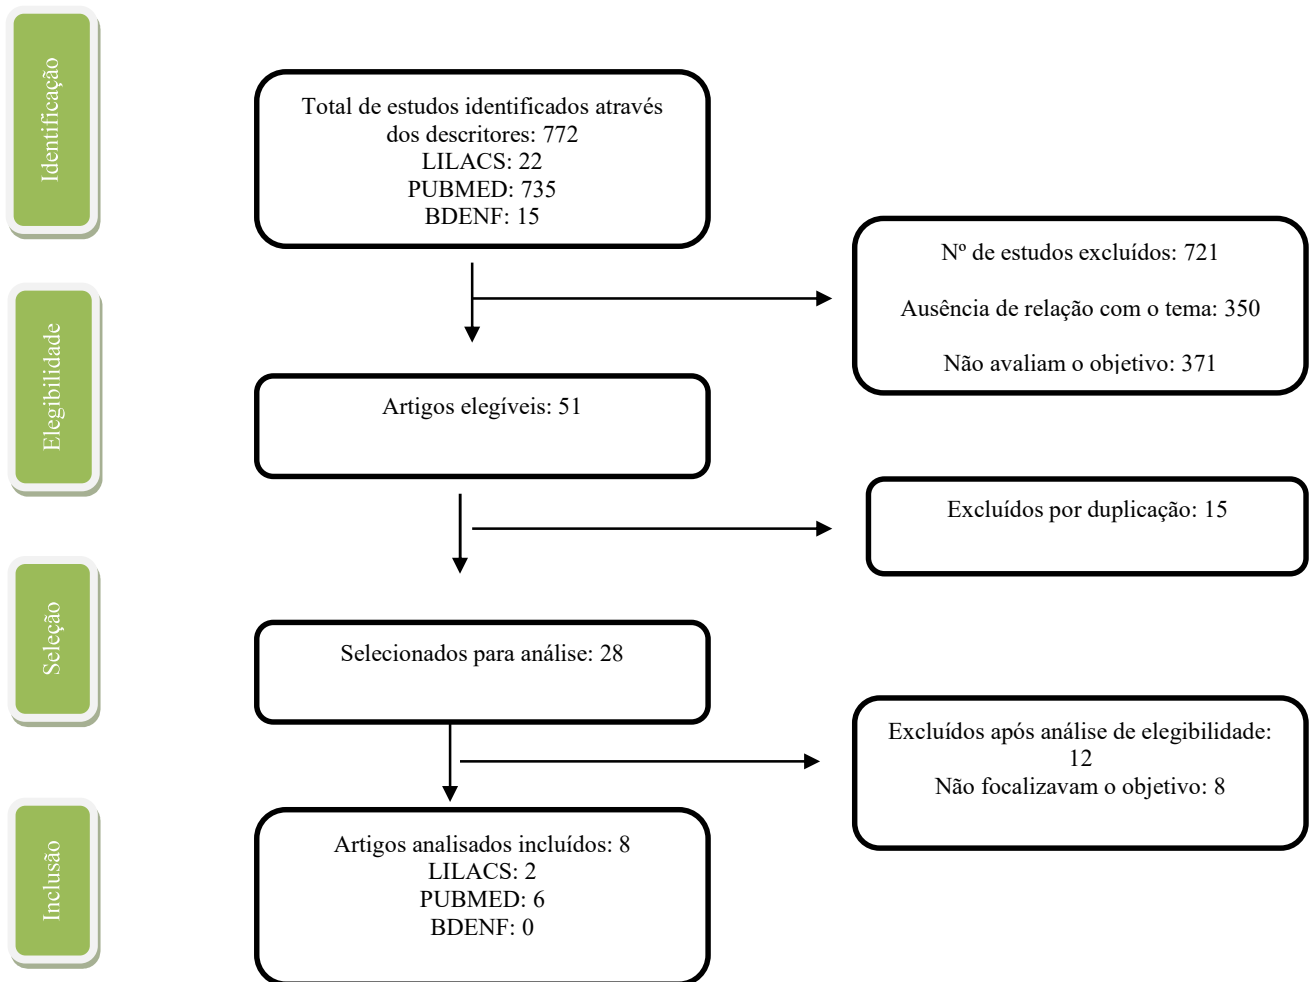 Identificação
Total de estudos identificados através
dos descritores: 772
LILACS: 22
PUBMED: 735
BDENF: 15
Nº de estudos excluídos: 721
Ausência de relação com o tema: 350
Não avaliam o objetivo: 371
Elegibilidade
Artigos elegíveis: 51
Excluídos por duplicação: 15
Seleção
Selecionados para análise: 28
Excluídos após análise de elegibilidade:
12
Não focalizavam o objetivo: 8
Inclusão
Artigos analisados incluídos: 8
LILACS: 2
PUBMED: 6
BDENF: 0